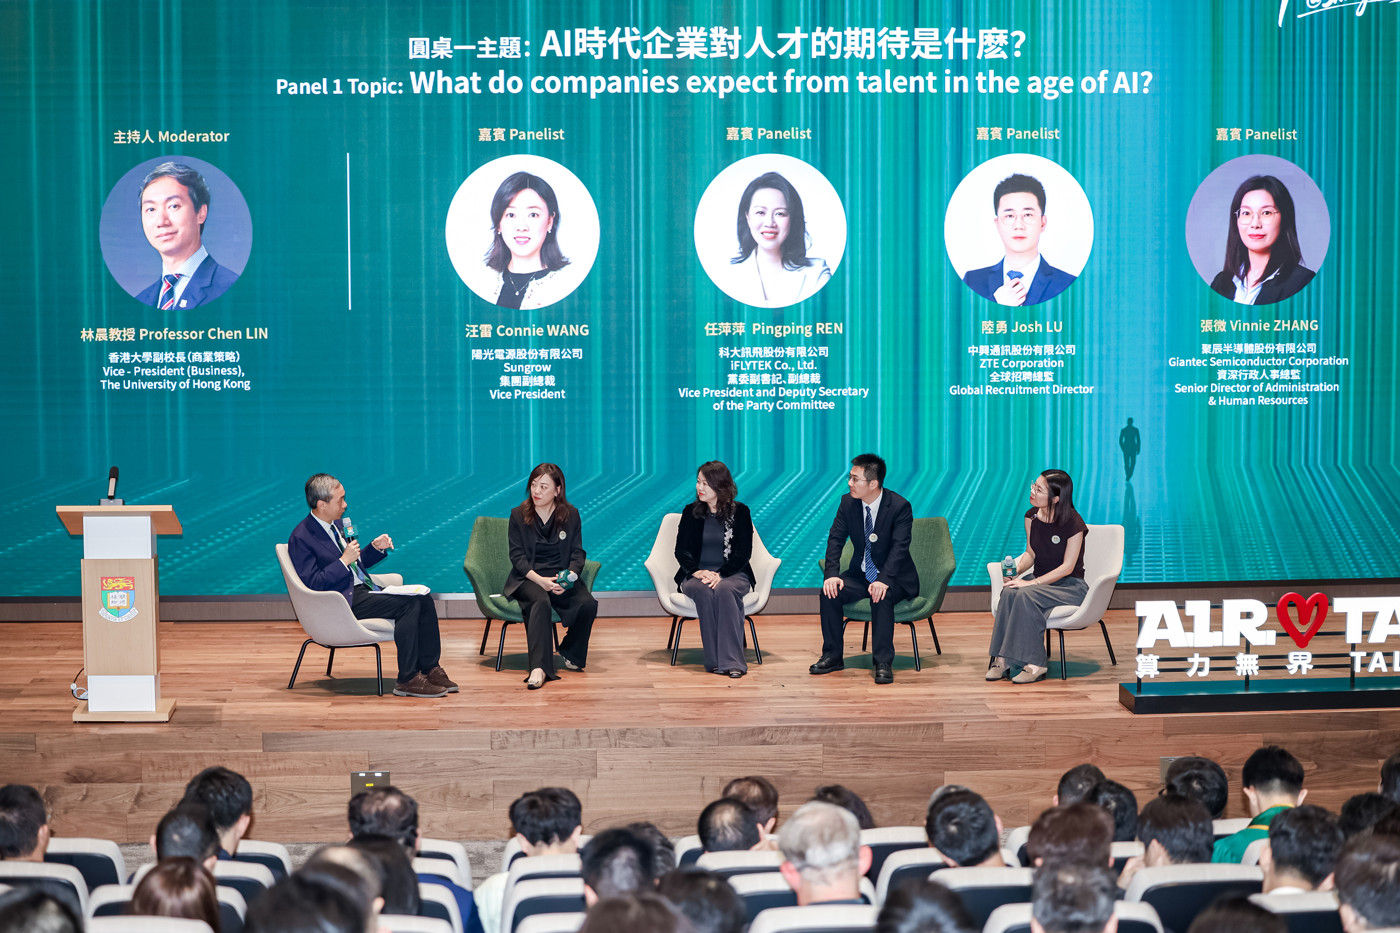 圓桌一主題：AI時代企業對人才的期待是什麼？
Panel 1 Topic: What do companies expect from talent in the age of AI?
主持人 Moderator
林晨教授 Professor Chen LIN
香港大學副校長（商業策略）
Vice - President (Business),
The University of Hong Kong
嘉賓 Panelist
汪雷 Connie WANG
陽光電源股份有限公司
Sungrow
集團副總裁
Vice President
嘉賓 Panelist
任萍萍 Pingping REN
科大訊飛股份有限公司
iFLYTEK Co., Ltd.
黨委副書記、副總裁
Vice President and Deputy Secretary
of the Party Committee
嘉賓 Panelist
陸勇 Josh LU
中興通訊股份有限公司
ZTE Corporation
全球招聘總監
Global Recruitment Director
嘉賓 Panelist
張微 Vinnie ZHANG
聚辰半導體股份有限公司
Giantec Semiconductor Corporation
資深行政人事總監
Senior Director of Administration
& Human Resources
AIR TA
算力無界 TAL